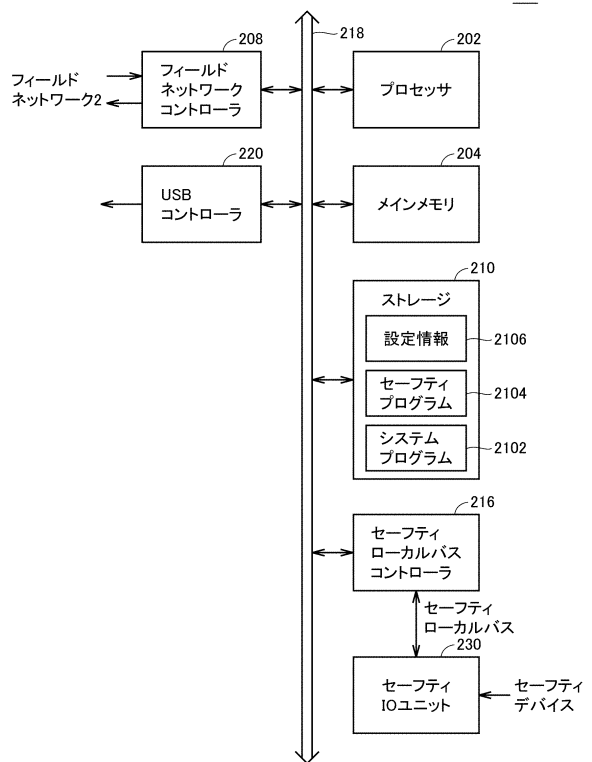 208
218
202
フィールド
ネットワーク2
フィールド
ネットワーク
コントローラ
プロセッサ
220
204
USB
コントローラ
メインメモリ
210
ストレージ
設定情報
2106
セーフティ
プログラム
2104
システム
プログラム
2102
216
セーフティ
ローカルバス
コントローラ
セーフティ
ローカルバス
230
セーフティ
IOユニット
セーフティ
デバイス